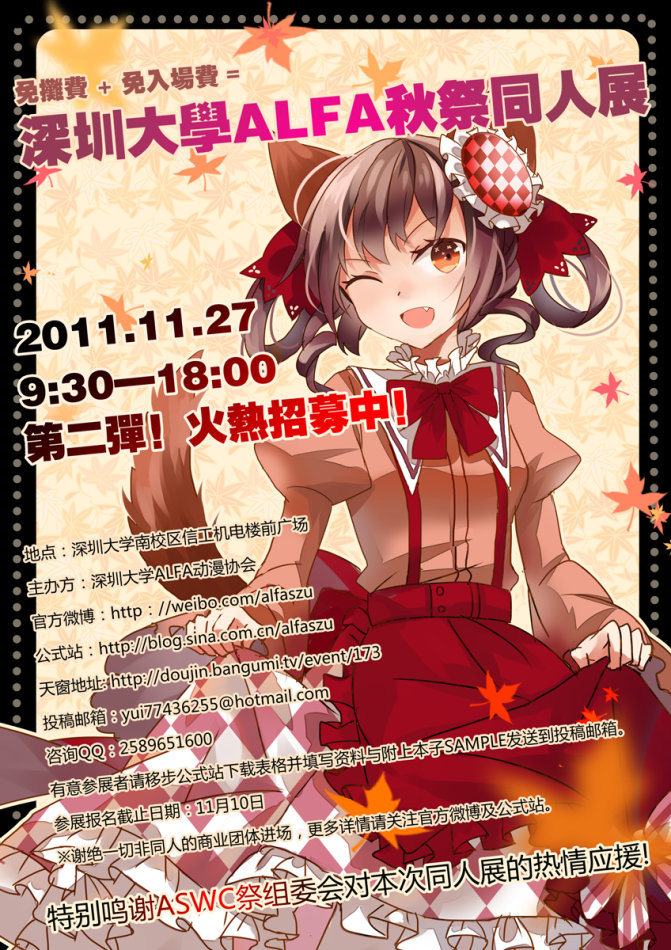 免攤費 + 免入場費 =
深圳大學ALFA秋祭同人展
2011.11.27
9:30—18:00
第二彈！火熱招募中！
地点：深圳大学南校区信工机电楼前广场
主办方：深圳大学ALFA动漫协会
官方微博：http：//weibo.com/alfaszu
公式站：http://blog.sina.com.cn/alfaszu
天窗地址: http://doujin.bangumi.tv/event/173
投稿邮箱：yui77436255@hotmail.com
咨询QQ：2589651600
有意参展者请移步公式站下载表格并填写资料与附上本子SAMPLE发送到投稿邮箱。
参展报名截止日期：11月10日
※谢绝一切非同人的商业团体进场，更多详情请关注官方微博及公式站。
特别鸣谢ASWC祭组委会对本次同人展的热情应援!